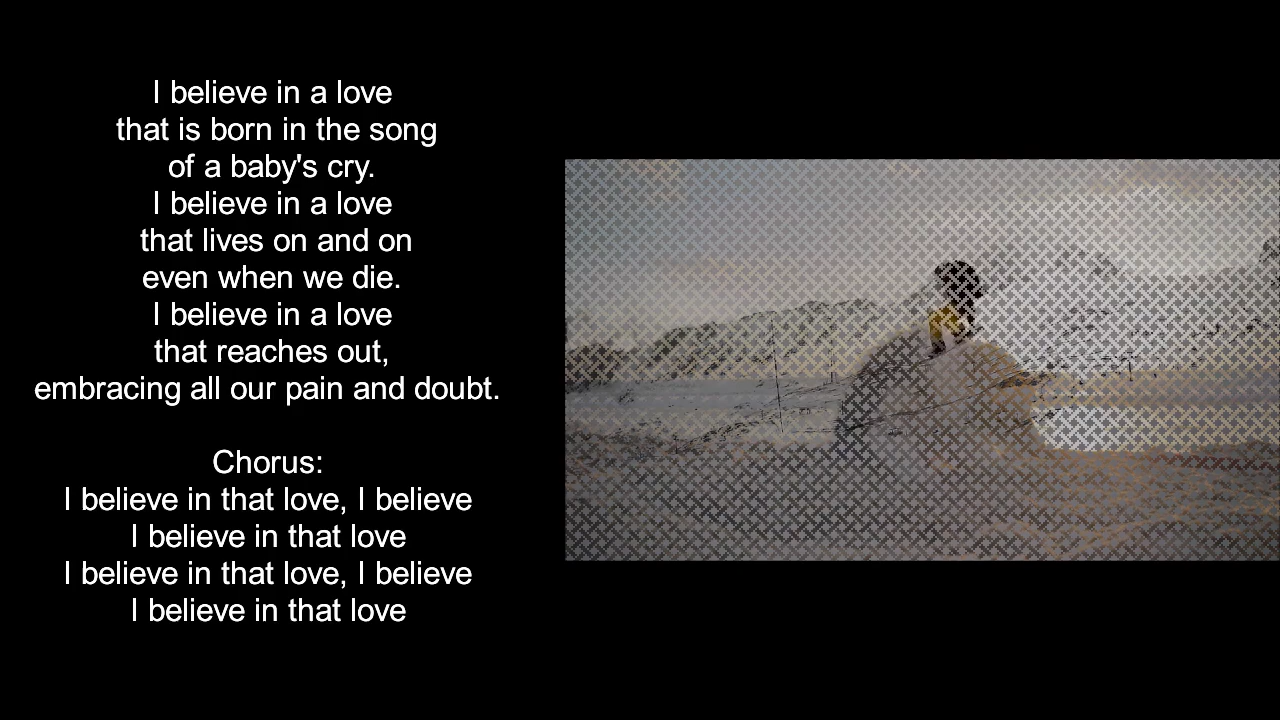 I believe in a love
that is born in the song
of a baby's cry.
I believe in a love
that lives on and on
even when we die.
I believe in a love
that reaches out,
embracing all our pain and doubt.
Chorus:
I believe in that love, I believe
I believe in that love
I believe in that love, I believe
I believe in that love